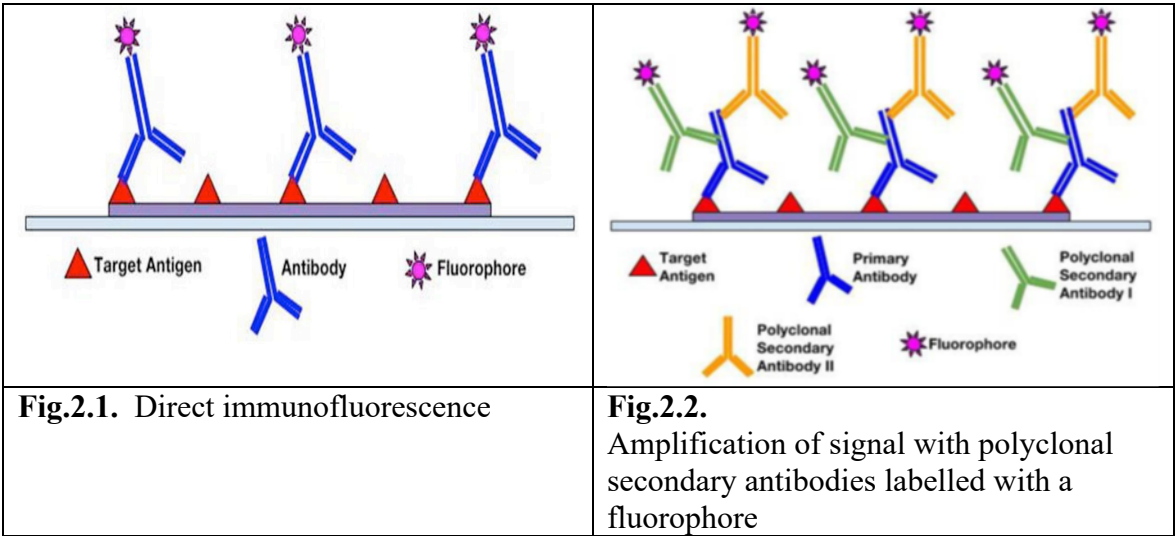 Target Antigen
Antibody
Fluorophore
Target
Antigen
Primary
Antibody
Polyclonal
Secondary
Antibody I
Polyclonal
Secondary
Antibody II
Fluorophore
Fig.2.1. Direct immunofluorescence
Fig.2.2.
Amplification of signal with polyclonal
secondary antibodies labelled with a
fluorophore